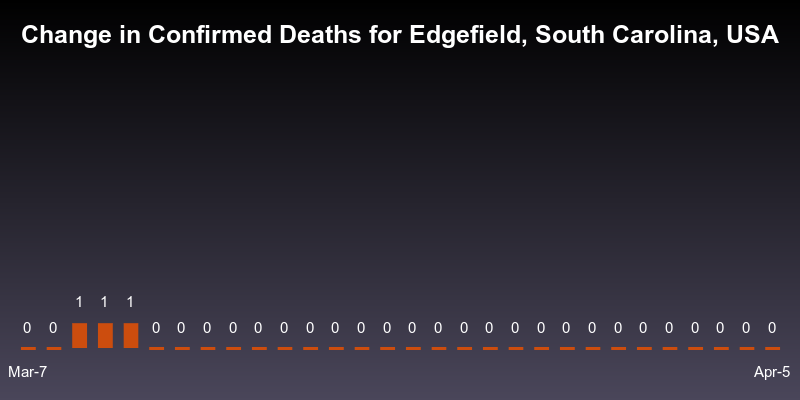 Change in Confirmed Deaths for Edgefield, South Carolina, USA
1 1 1
0 0 0 0 0 0 0 0 0 0 0 0 0 0 0 0 0 0 0 0 0 0 0 0 0 0 0
Mar-7 Apr-5